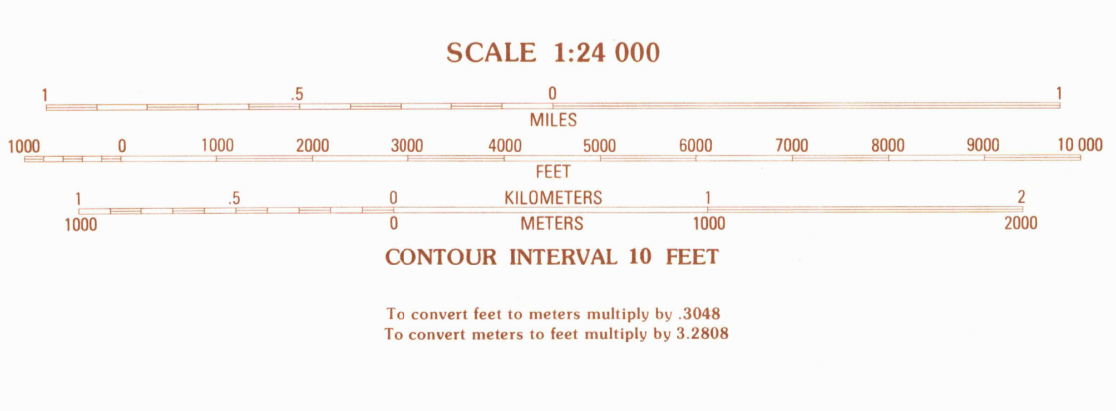 SCALE 1:24 000
1 .5 0 1
MILES
1000 0 1000 2000 3000 4000 5000 6000 7000 8000 9000 10 000
FEET
1 .5 0 KILOMETERS 1 2
1000 0 METERS 1000 2000
CONTOUR INTERVAL 10 FEET
To convert feet to meters multiply by .3048
To convert meters to feet multiply by 3.2808